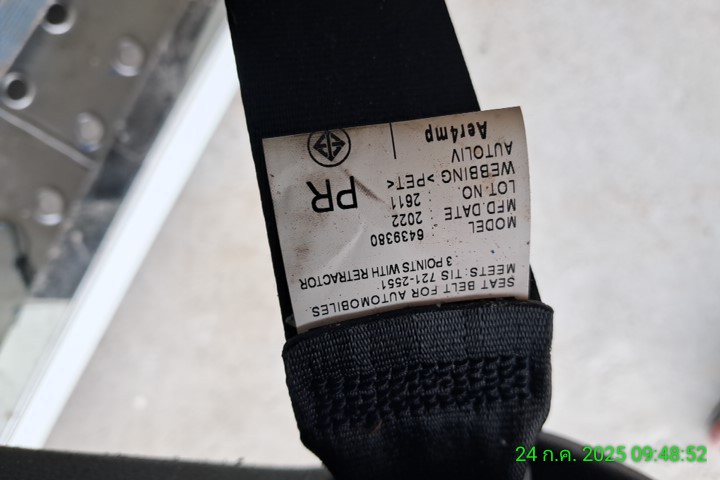 SEAT BELT FOR AUTOMOBILES.
MEETS: TIS 721-2551
3 POINTS WITH RETRACTOR
MODEL : 6439380
MFD.DATE : 2022
LOT NO. : 2611
WEBBING >PET<
AUTOLIV
PR
Aer4mp
24 ก.ค. 2025 09:48:52